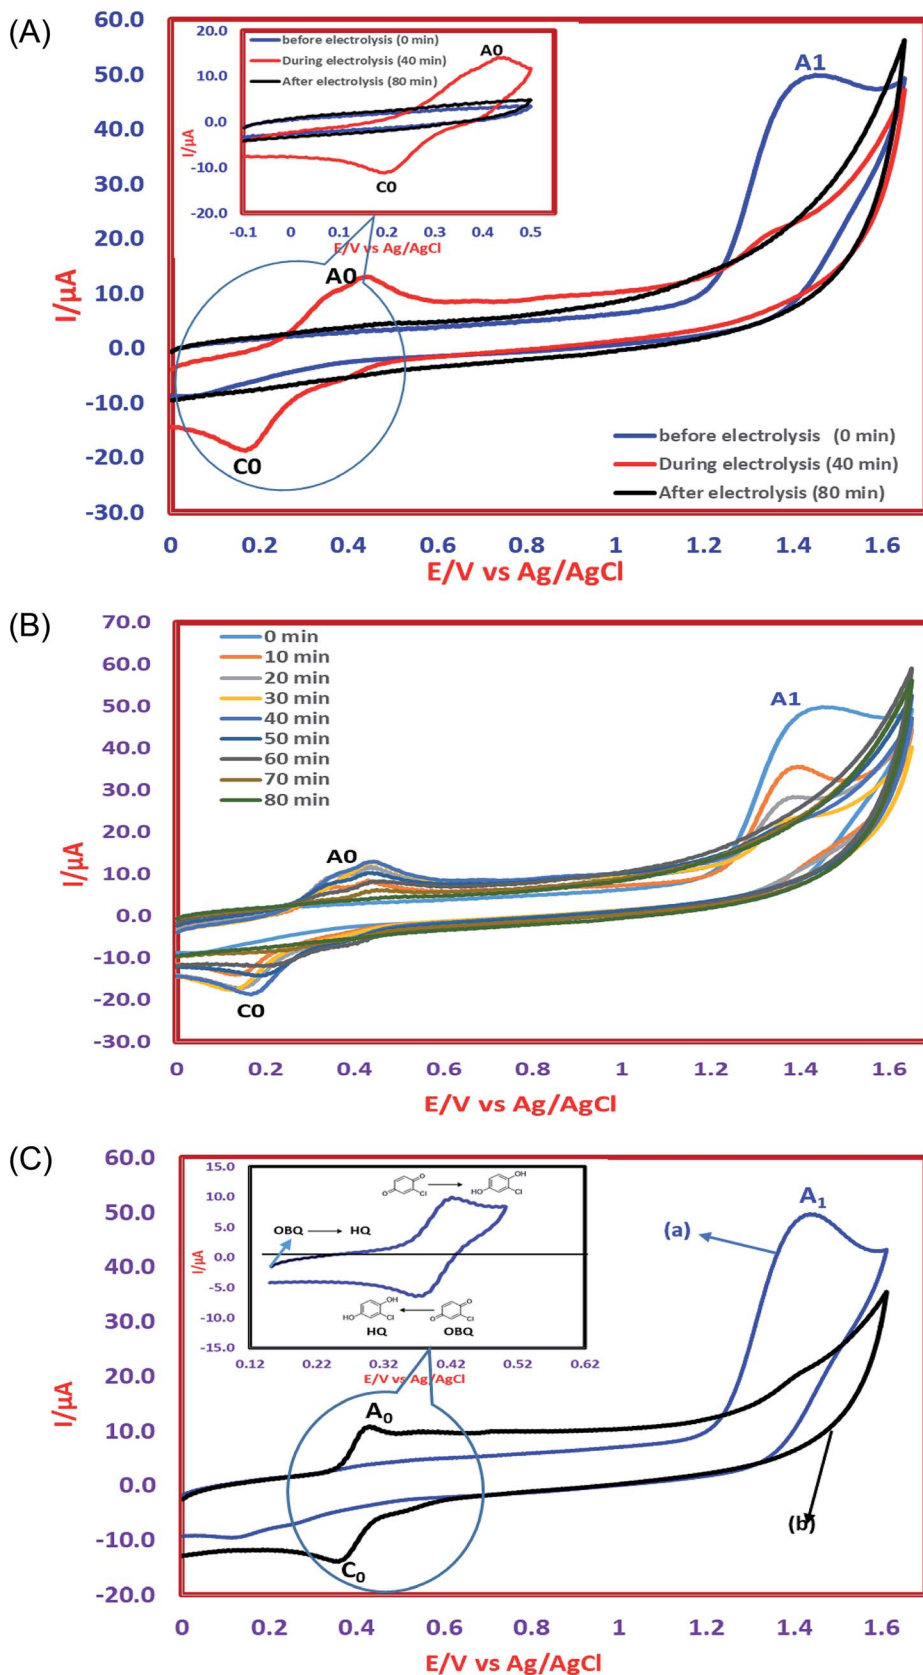 (A)
60.0
50.0
40.0
30.0
20.0
10.0
0.0
-10.0
-20.0
-30.0
I/µA
20.0
10.0
0.0
-10.0
-20.0
I/µA
before electrolysis (0 min)
During electrolysis (40 min)
After electrolysis (80 min)
A0
C0
-0.1 0 0.1 0.2 0.3 0.4 0.5
E/V vs Ag/AgCl
A1
A0
C0
before electrolysis (0 min)
During electrolysis (40 min)
After electrolysis (80 min)
0 0.2 0.4 0.6 0.8 1 1.2 1.4 1.6
E/V vs Ag/AgCl
(B)
70.0
60.0
50.0
40.0
30.0
20.0
10.0
0.0
-10.0
-20.0
-30.0
I/µA
0 min
10 min
20 min
30 min
40 min
50 min
60 min
70 min
80 min
A1
A0
C0
0 0.2 0.4 0.6 0.8 1 1.2 1.4 1.6
E/V vs Ag/AgCl
(C)
60.0
50.0
40.0
30.0
20.0
10.0
0.0
-10.0
-20.0
I/µA
15.0
10.0
5.0
0.0
-5.0
-10.0
-15.0
I/µA
O
O
Cl
OH
HO
Cl
OBQ HQ
OH
HO
Cl
O
O
Cl
HQ OBQ
0.12 0.22 0.32 0.42 0.52 0.62
E/V vs Ag/AgCl
A1
(a)
A0
C0
(b)
0 0.2 0.4 0.6 0.8 1 1.2 1.4 1.6
E/V vs Ag/AgCl